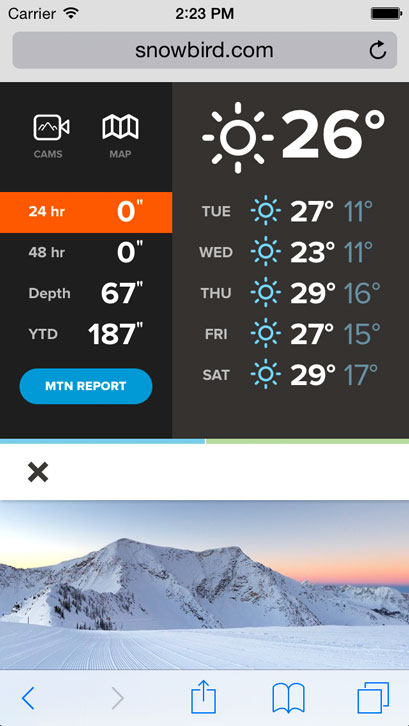 Carrier 2:23 PM
snowbird.com
CAMS MAP
26°
24 hr 0"
48 hr 0"
Depth 67"
YTD 187"
MTN REPORT
TUE 27° 11°
WED 23° 11°
THU 29° 16°
FRI 27° 15°
SAT 29° 17°